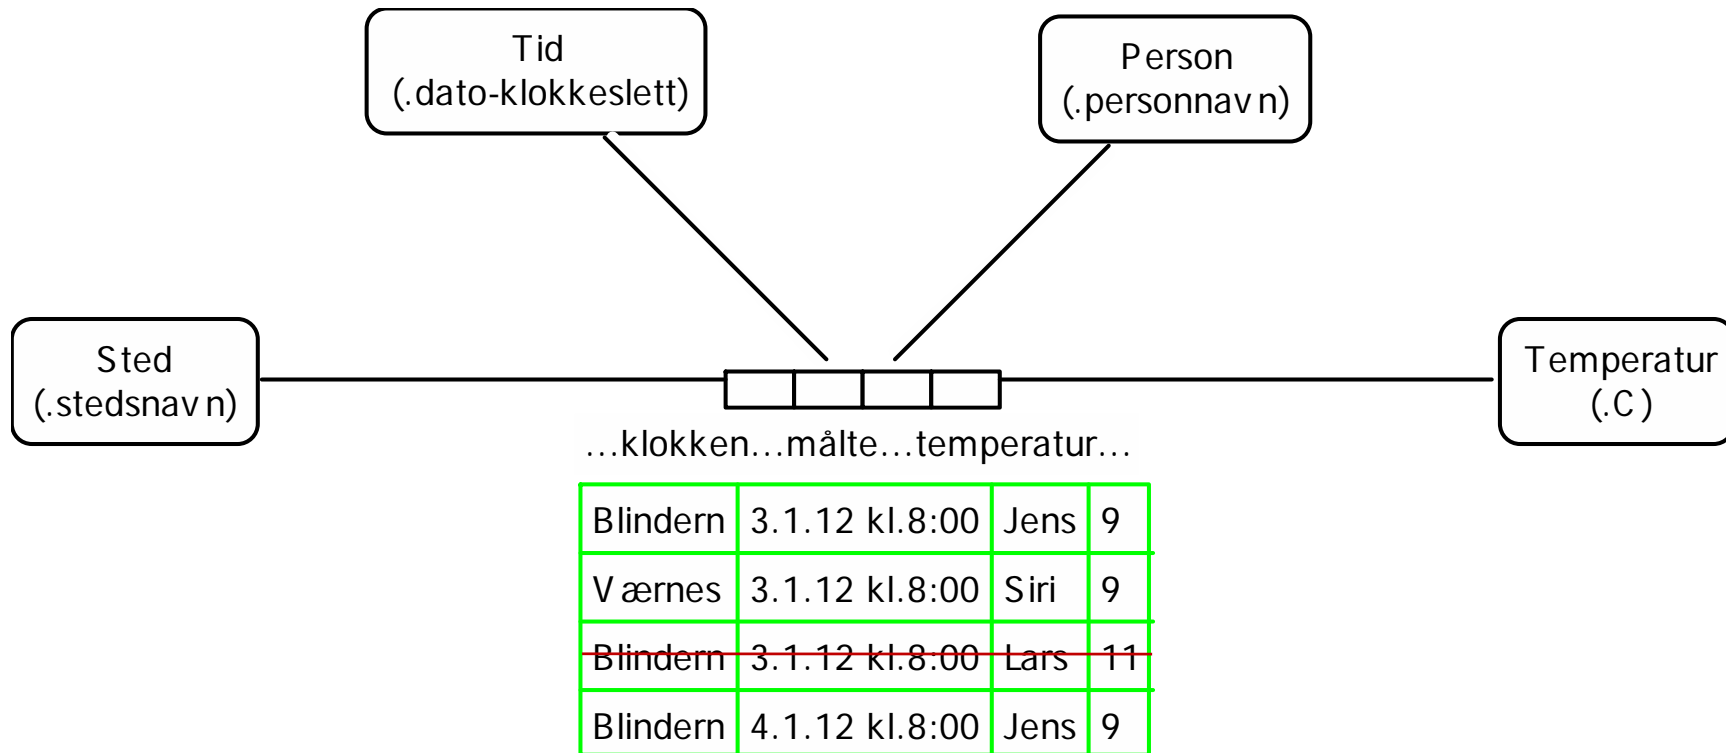 Tid
(.dato-klokkeslett)
Person
(.personnavn)
Sted
(.stedsnavn)
Temperatur
(.C)
...klokken...målte...temperatur...
Blindern 3.1.12 kl.8:00 Jens 9
Værnes 3.1.12 kl.8:00 Siri 9
Blindern 3.1.12 kl.8:00 Lars 11
Blindern 4.1.12 kl.8:00 Jens 9